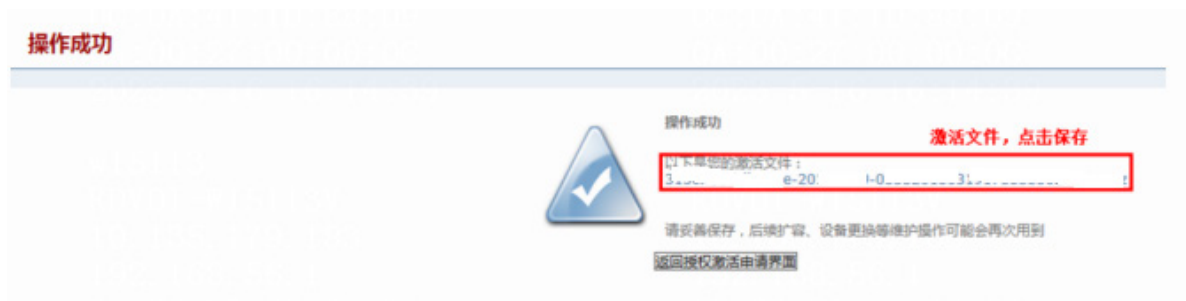 操作成功
操作成功
激活文件，点击保存
以下是您的激活文件：
e-20
请妥善保存，后续扩容、设备更换等维护操作可能会再次用到
返回授权激活申请界面